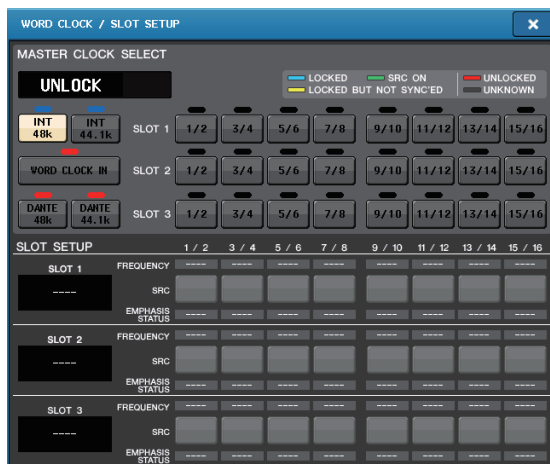 WORD CLOCK / SLOT SETUP
MASTER CLOCK SELECT
UNLOCK
LOCKED SRC ON UNLOCKED
LOCKED BUT NOT SYNC'ED UNKNOWN
INT 48k INT 44.1k SLOT 1 1/2 3/4 5/6 7/8 9/10 11/12 13/14 15/16
WORD CLOCK IN SLOT 2 1/2 3/4 5/6 7/8 9/10 11/12 13/14 15/16
DANTE 48k DANTE 44.1k SLOT 3 1/2 3/4 5/6 7/8 9/10 11/12 13/14 15/16
SLOT SETUP 1 / 2 3 / 4 5 / 6 7 / 8 9 / 10 11 / 12 13 / 14 15 / 16
SLOT 1 FREQUENCY ---- ---- ---- ---- ---- ---- ---- ----
---- SRC
EMPHASIS STATUS ---- ---- ---- ---- ---- ---- ---- ----
SLOT 2 FREQUENCY ---- ---- ---- ---- ---- ---- ---- ----
---- SRC
EMPHASIS STATUS ---- ---- ---- ---- ---- ---- ---- ----
SLOT 3 FREQUENCY ---- ---- ---- ---- ---- ---- ---- ----
---- SRC
EMPHASIS STATUS ---- ---- ---- ---- ---- ---- ---- ----